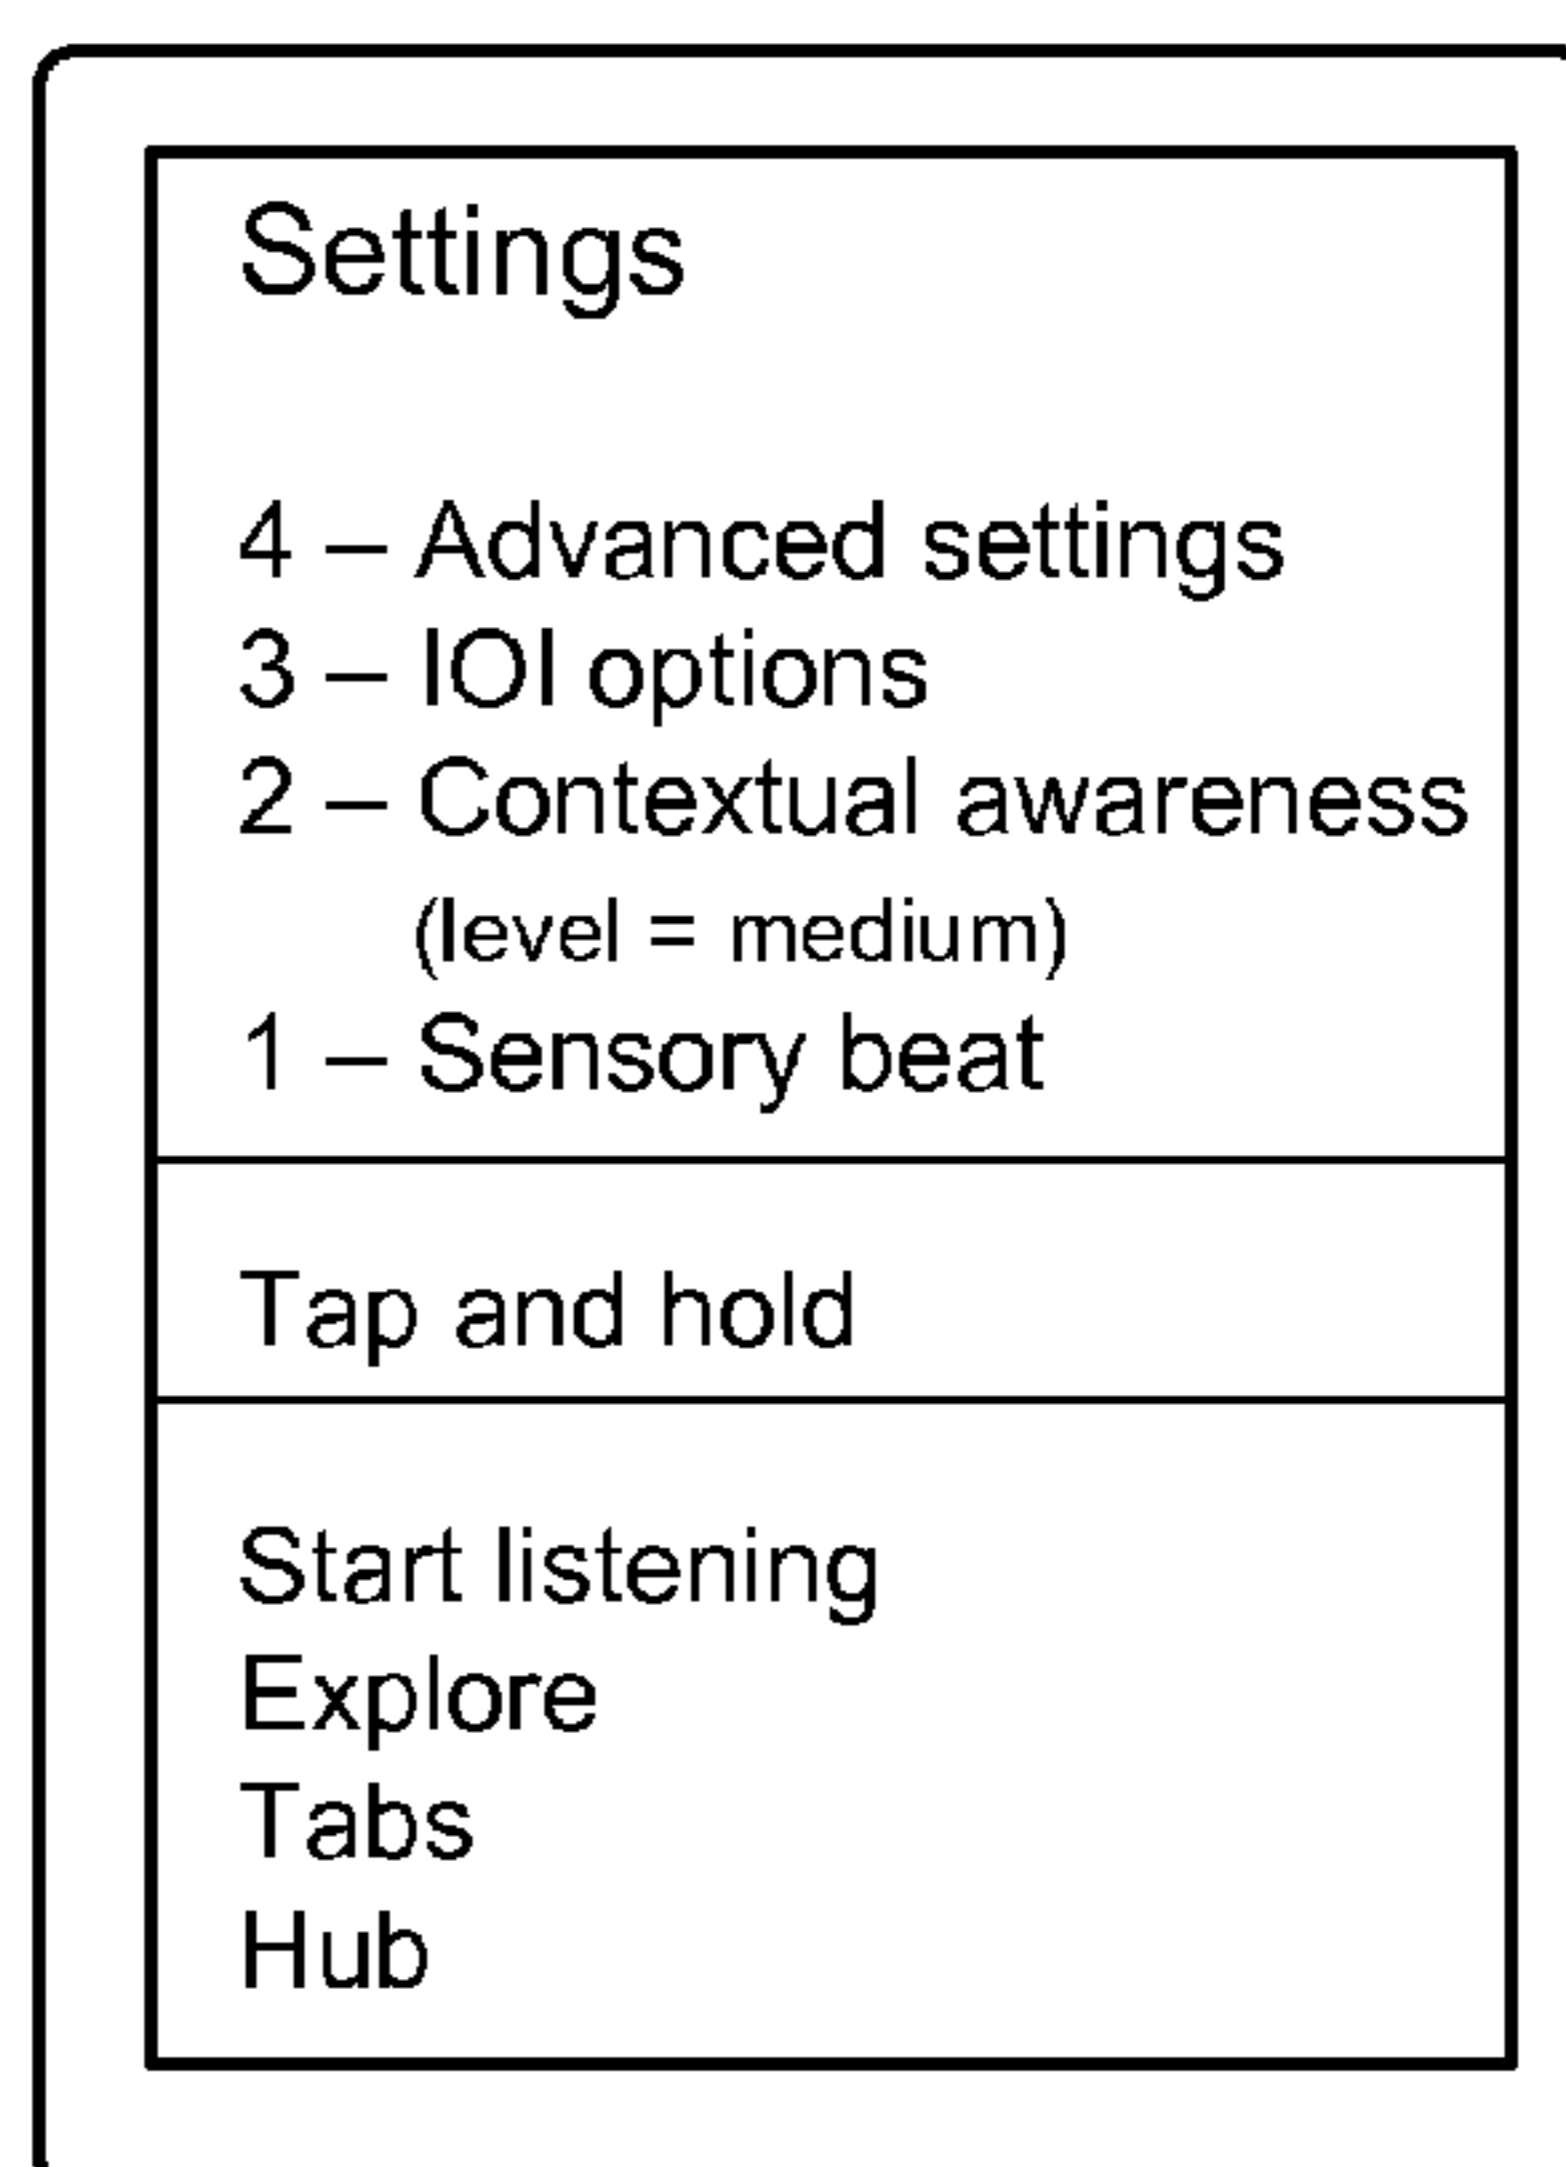 Settings
4 – Advanced settings
3 – IOI options
2 – Contextual awareness
(level = medium)
1 – Sensory beat
Tap and hold
Start listening
Explore
Tabs
Hub